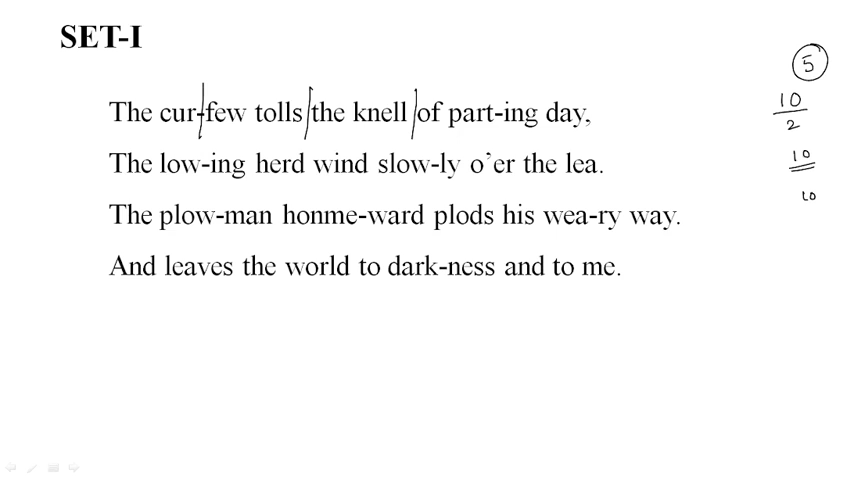 SET-I
5
The cur-few tolls the knell of part-ing day,
10
2
The low-ing herd wind slow-ly o’er the lea.
10
The plow-man honme-ward plods his wea-ry way.
10
And leaves the world to dark-ness and to me.